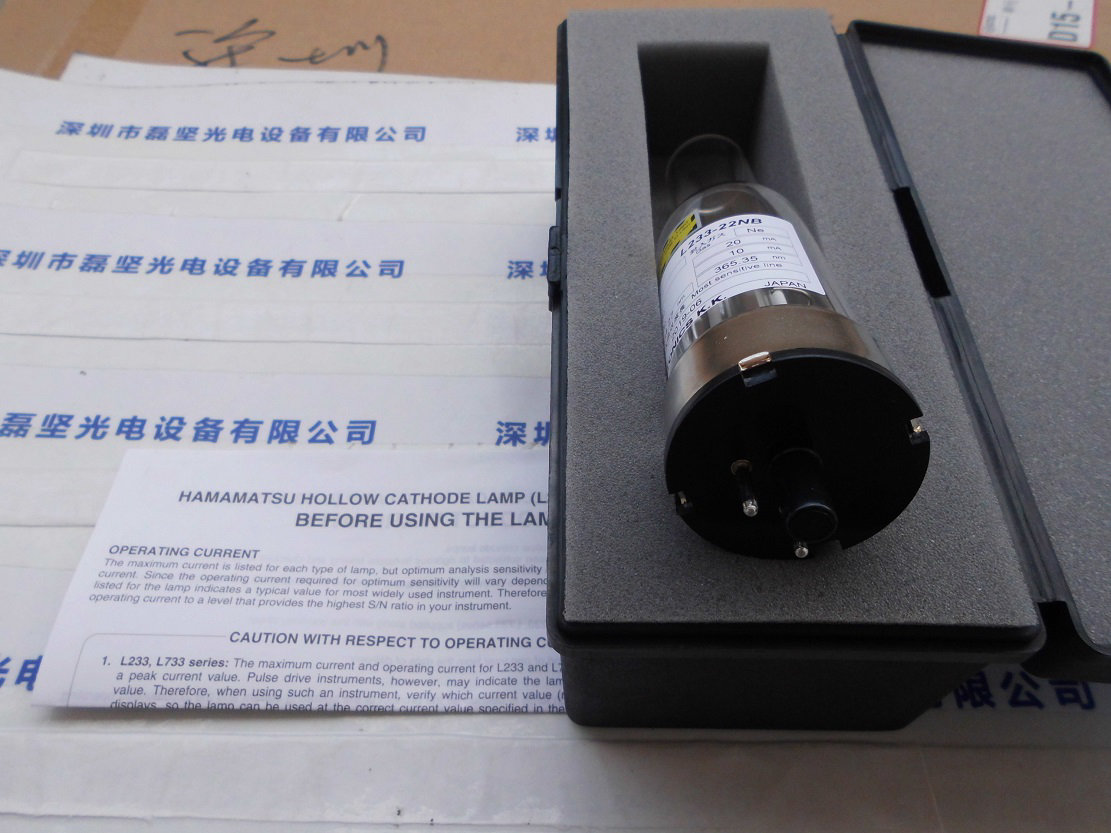 D15-
深圳市磊坚光电设备有限公司
深圳
深圳市磊坚光电设备有限公司
深圳
磊坚光电设备有限公司
深圳
HAMAMATSU HOLLOW CATHODE LAMP
BEFORE USING THE LAM
OPERATING CURRENT
The maximum current is listed for each type of lamp, but optimum analysis sensitivity
current. Since the operating current required for optimum sensitivity will vary depend
listed for the lamp indicates a typical value for most widely used instrument. Therefore
operating current to a level that provides the highest S/N ratio in your instrument.
CAUTION WITH RESPECT TO OPERATING C
1. L233, L733 series: The maximum current and operating current for L233 and L7
a peak current value. Pulse drive instruments, however, may indicate the lam
value. Therefore, when using such an instrument, verify which current value
displays, so the lamp can be used at the correct current value specified in the
光电
有限公司
L233-22NB
Gas Ne
20 mA
10 mA
365.35 nm
Most sensitive line
2019-06 JAPAN
NICS K.K.